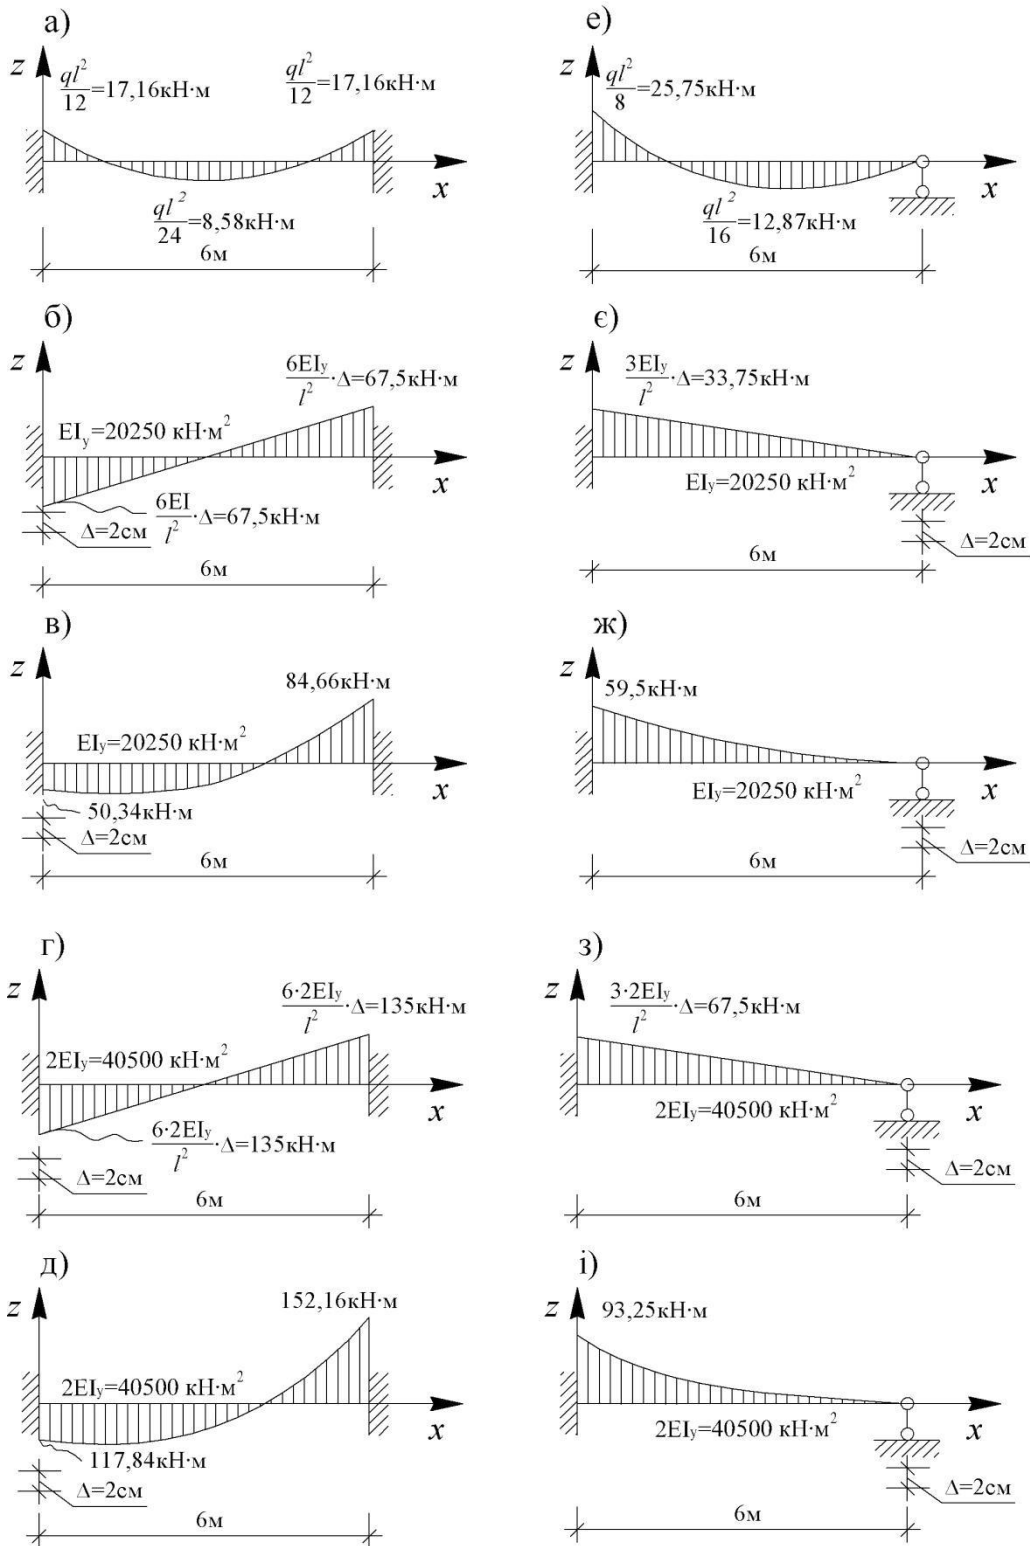 а)
z
ql²/12=17,16кН·м
ql²/12=17,16кН·м
x
ql²/24=8,58кН·м
6м
е)
z
ql²/8=25,75кН·м
x
ql²/16=12,87кН·м
6м
б)
z
6EIy/l²·Δ=67,5кН·м
EIy=20250 кН·м²
x
6EI/l²·Δ=67,5кН·м
Δ=2см
6м
є)
z
3EIy/l²·Δ=33,75кН·м
x
EIy=20250 кН·м²
Δ=2см
6м
в)
z
84,66кН·м
EIy=20250 кН·м²
x
50,34кН·м
Δ=2см
6м
ж)
z
59,5кН·м
x
EIy=20250 кН·м²
Δ=2см
6м
г)
z
6·2EIy/l²·Δ=135кН·м
2EIy=40500 кН·м²
x
6·2EIy/l²·Δ=135кН·м
Δ=2см
6м
з)
z
3·2EIy/l²·Δ=67,5кН·м
x
2EIy=40500 кН·м²
Δ=2см
6м
д)
z
152,16кН·м
2EIy=40500 кН·м²
x
117,84кН·м
Δ=2см
6м
і)
z
93,25кН·м
x
2EIy=40500 кН·м²
Δ=2см
6м